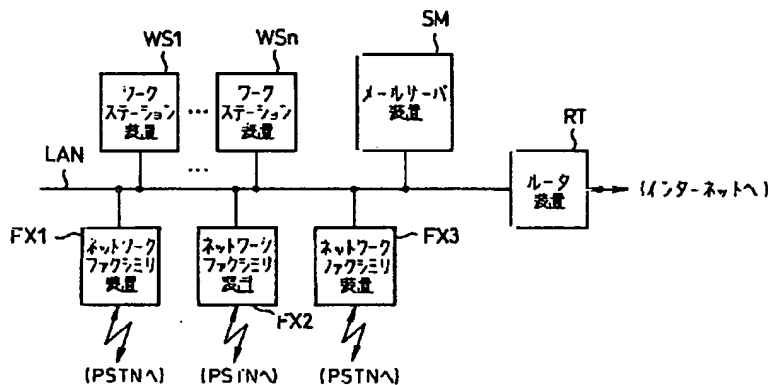 WS1
WSn
SM
ワーク
ステーション
装置
...
ワーク
ステーション
装置
メールサーバ
装置
RT
LAN
...
ルータ
装置
(インターネットへ)
FX1
ネットワーク
ファクシミリ
装置
ネットワーク
ファクシミリ
装置
FX2
ネットワーク
ファクシミリ
装置
FX3
(PSTNへ)
(PSTNへ)
(PSTNへ)